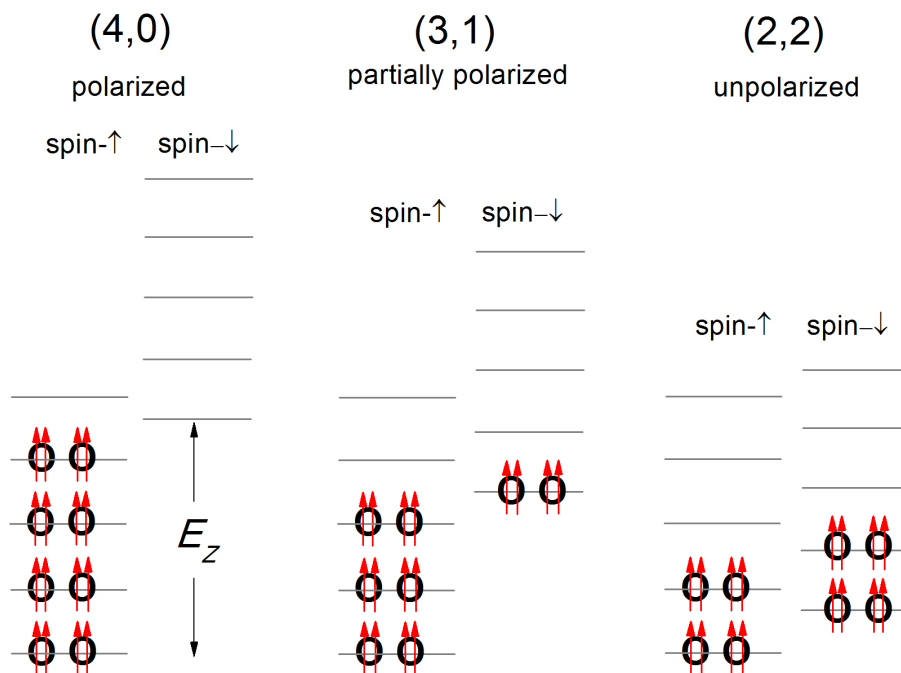 (4,0)
polarized
spin-↑ spin–↓
E_Z
(3,1)
partially polarized
spin-↑ spin–↓
(2,2)
unpolarized
spin-↑ spin–↓